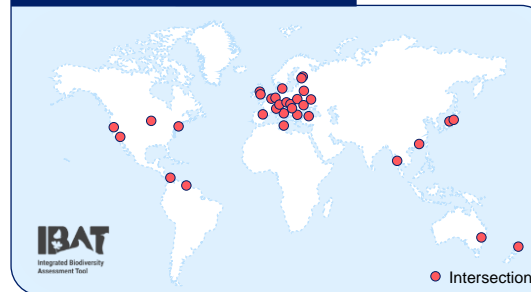 IBAT
Integrated Biodiversity
Assessment Tool
Intersection